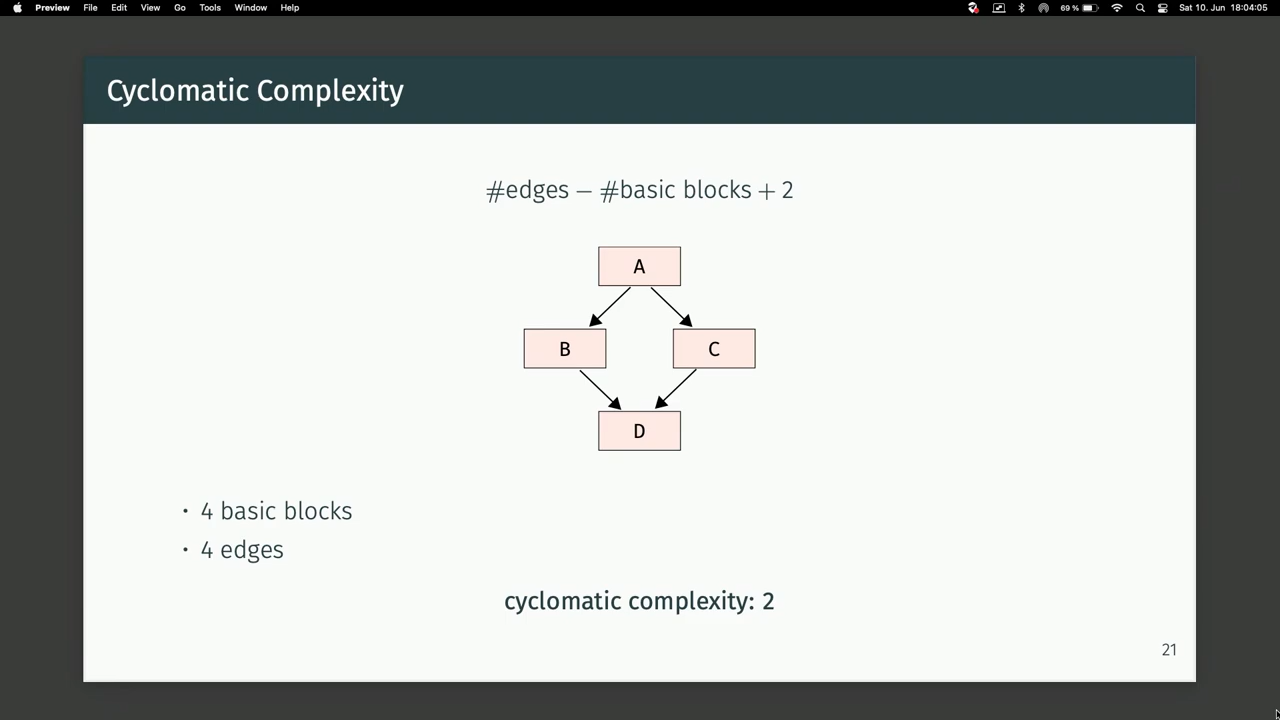 Preview File Edit View Go Tools Window Help 69 % Sat 10. Jun 18:04:05
Cyclomatic Complexity
#edges – #basic blocks + 2
A
B C
D
• 4 basic blocks
• 4 edges
cyclomatic complexity: 2
21